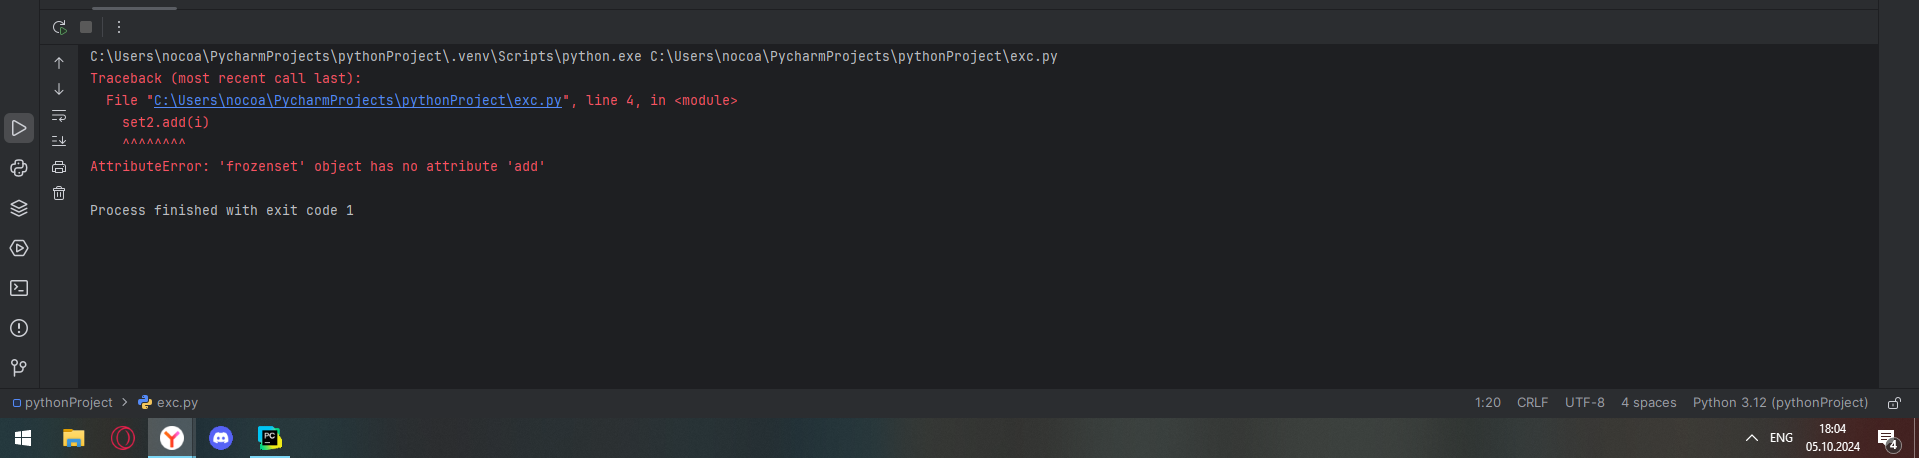 C:\Users\nocoa\PycharmProjects\pythonProject\.venv\Scripts\python.exe C:\Users\nocoa\PycharmProjects\pythonProject\exc.py
Traceback (most recent call last):
  File "C:\Users\nocoa\PycharmProjects\pythonProject\exc.py", line 4, in <module>
    set2.add(i)
    ^^^^^^^^
AttributeError: 'frozenset' object has no attribute 'add'
Process finished with exit code 1
pythonProject > exc.py 1:20 CRLF UTF-8 4 spaces Python 3.12 (pythonProject)
Y PC ENG 18:04
05.10.2024 4